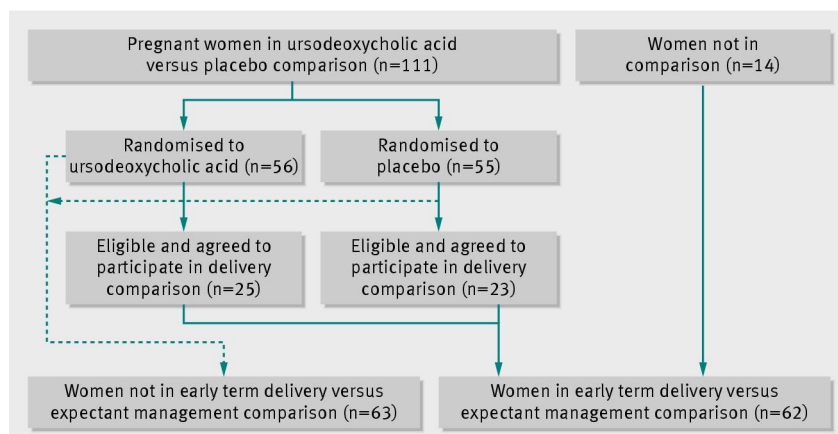 Pregnant women in ursodeoxycholic acid
versus placebo comparison (n=111)
Women not in
comparison (n=14)
Randomised to
ursodeoxycholic acid (n=56)
Randomised to
placebo (n=55)
Eligible and agreed to
participate in delivery
comparison (n=25)
Eligible and agreed to
participate in delivery
comparison (n=23)
Women not in early term delivery versus
expectant management comparison (n=63)
Women in early term delivery versus
expectant management comparison (n=62)